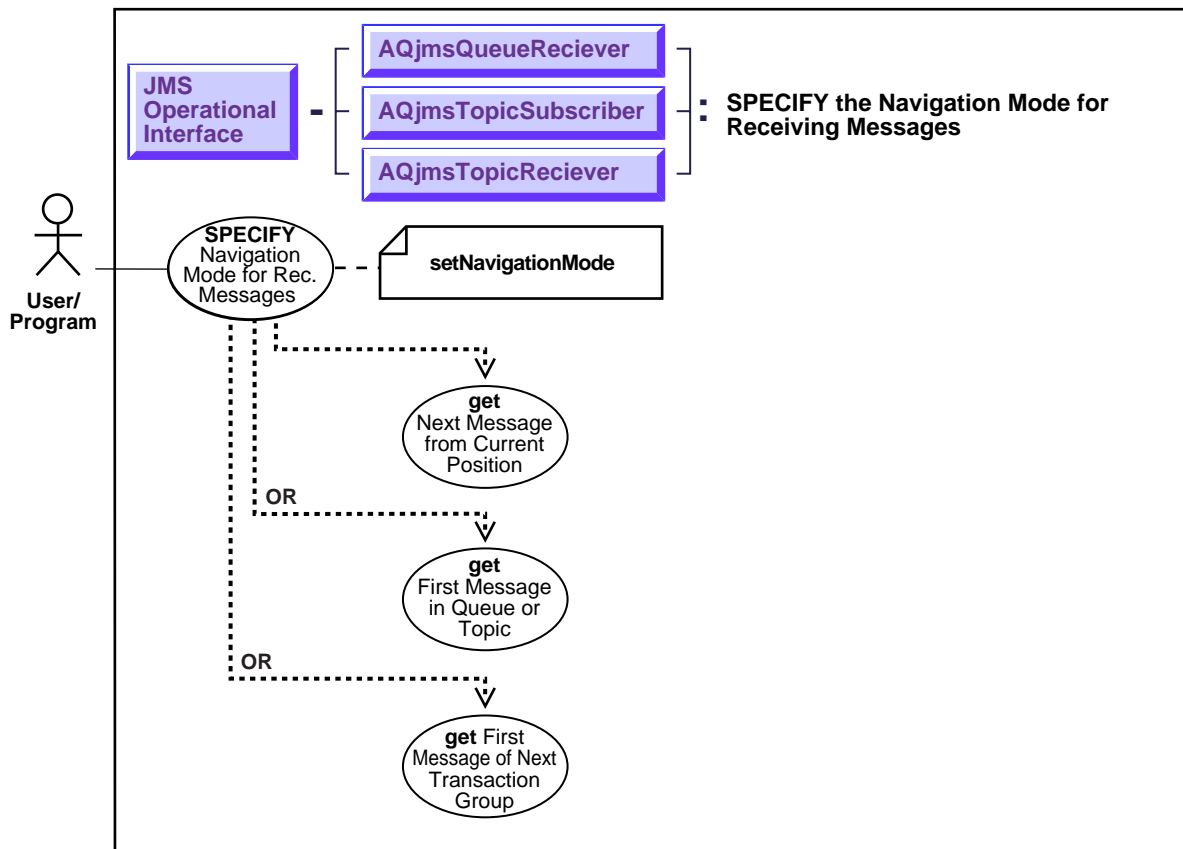 JMS
Operational
Interface
-
AQjmsQueueReciever
AQjmsTopicSubscriber
AQjmsTopicReciever
:
SPECIFY the Navigation Mode for
Receiving Messages
User/
Program
SPECIFY
Navigation
Mode for Rec.
Messages
setNavigationMode
get
Next Message
from Current
Position
OR
get
First Message
in Queue or
Topic
OR
get First
Message of Next
Transaction
Group